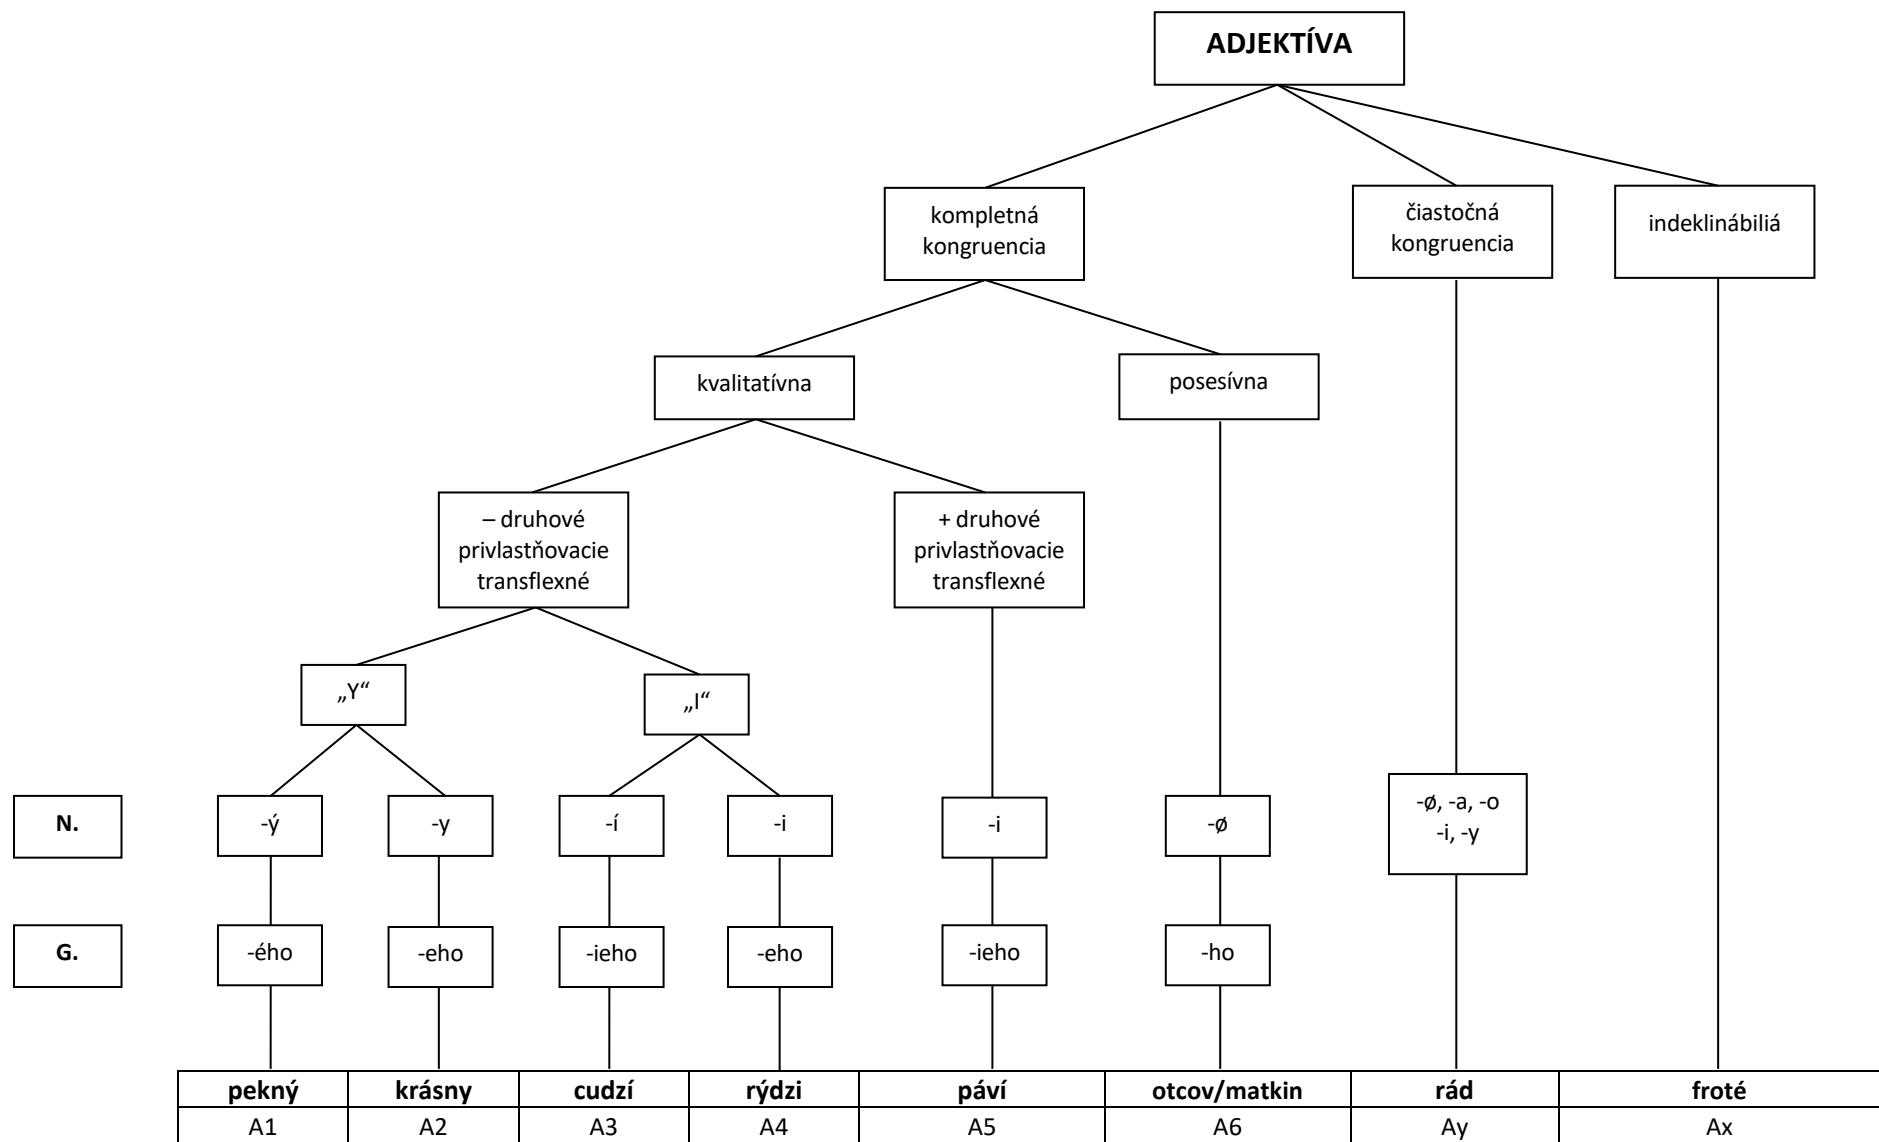 ADJEKTÍVA
kompletná
kongruencia
čiastočná
kongruencia
indeklinábiliá
kvalitatívna
posesívna
– druhové
privlastňovacie
transflexné
+ druhové
privlastňovacie
transflexné
„Y“
„I“
N.
-ý
-y
-í
-i
-i
-ø
-ø, -a, -o
-i, -y
G.
-ého
-eho
-ieho
-eho
-ieho
-ho
pekný krásny cudzí rýdzi páví otcov/matkin rád froté
A1 A2 A3 A4 A5 A6 Ay Ax